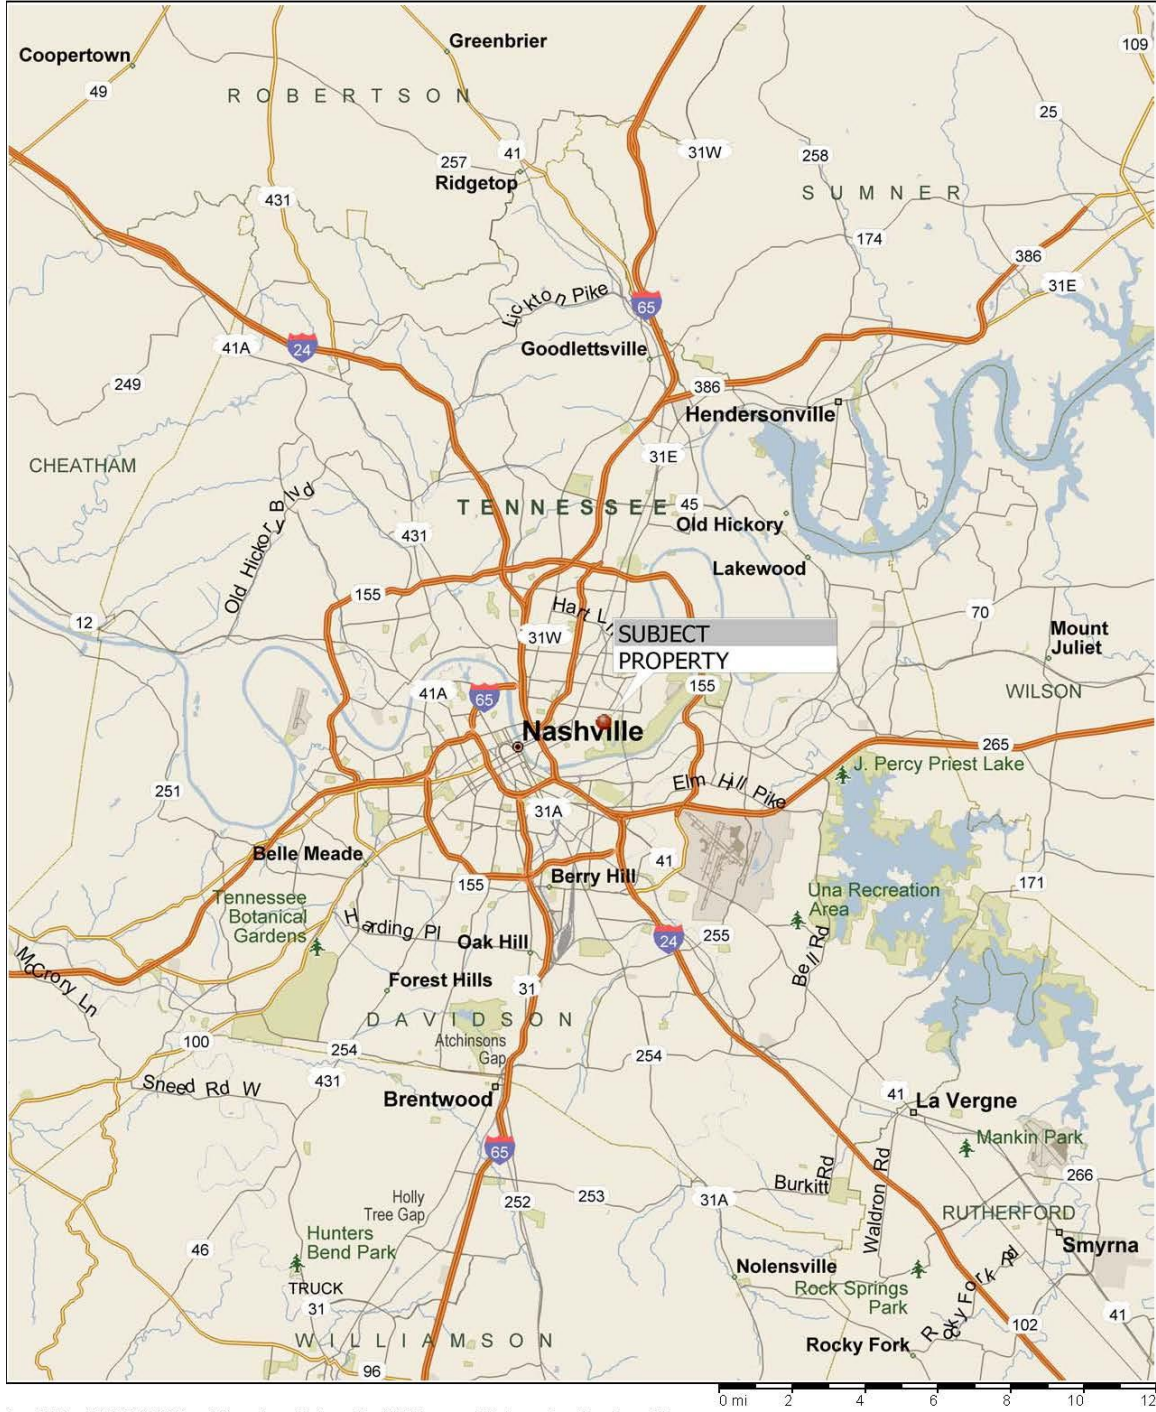 Coopertown
Greenbrier
109
49
ROBERTSON
25
41
257
31W
258
Ridgetop
431
SUMNER
174
386
31E
Lickton Pike
65
41A
24
Goodlettsville
249
386
Hendersonville
31E
CHEATHAM
Old Hickory Blvd
TENNESSEE
45
Old Hickory
431
Lakewood
155
Hart Ln
70
12
31W
SUBJECT
PROPERTY
Mount
Juliet
41A
65
155
WILSON
Nashville
265
J. Percy Priest Lake
251
Elm Hill Pike
31A
Belle Meade
41
155
Berry Hill
171
Tennessee
Botanical
Gardens
Una Recreation
Area
Harding Pl
Oak Hill
24
255
Bell Rd
McCrory Ln
Forest Hills
31
DAVIDSON
100
254
Atchinsons
Gap
254
431
Sneed Rd W
Brentwood
41
La Vergne
Mankin Park
65
Burkitt Rd
Waldron Rd
266
Holly
Tree Gap
252
253
31A
RUTHERFORD
46
Hunters
Bend Park
Smyrna
Nolensville
Rock Springs
Park
Rocky Fork Rd
TRUCK
31
102
41
WILLIAMSON
Rocky Fork
96
0 mi 2 4 6 8 10 12